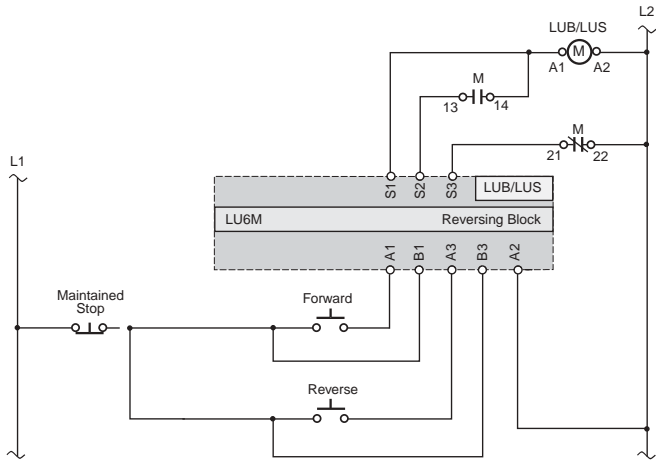 L2
LUB/LUS
M
A1 A2
M
13 14
M
21 22
L1
S1 S2 S3 LUB/LUS
LU6M Reversing Block
A1 B1 A3 B3 A2
Maintained
Stop
Forward
Reverse